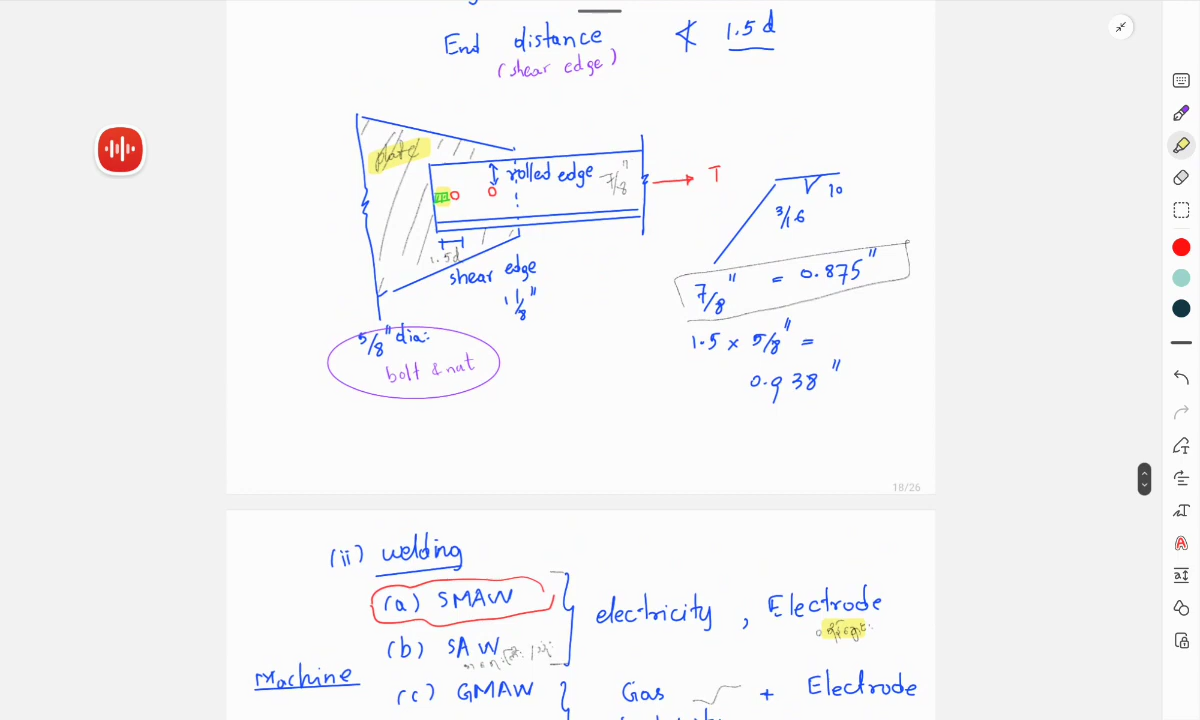 End distance ≮ 1.5 d
(shear edge)
plate
rolled edge 7/8"
T
10
3/16
1.5d
shear edge
1 1/8"
7/8" = 0.875"
5/8" dia:
bolt & nut
1.5 x 5/8" =
0.938"
18/26
(ii) welding
(a) SMAW
electricity, Electrode
(b) SAW
Machine
(c) GMAW
Gas + Electrode